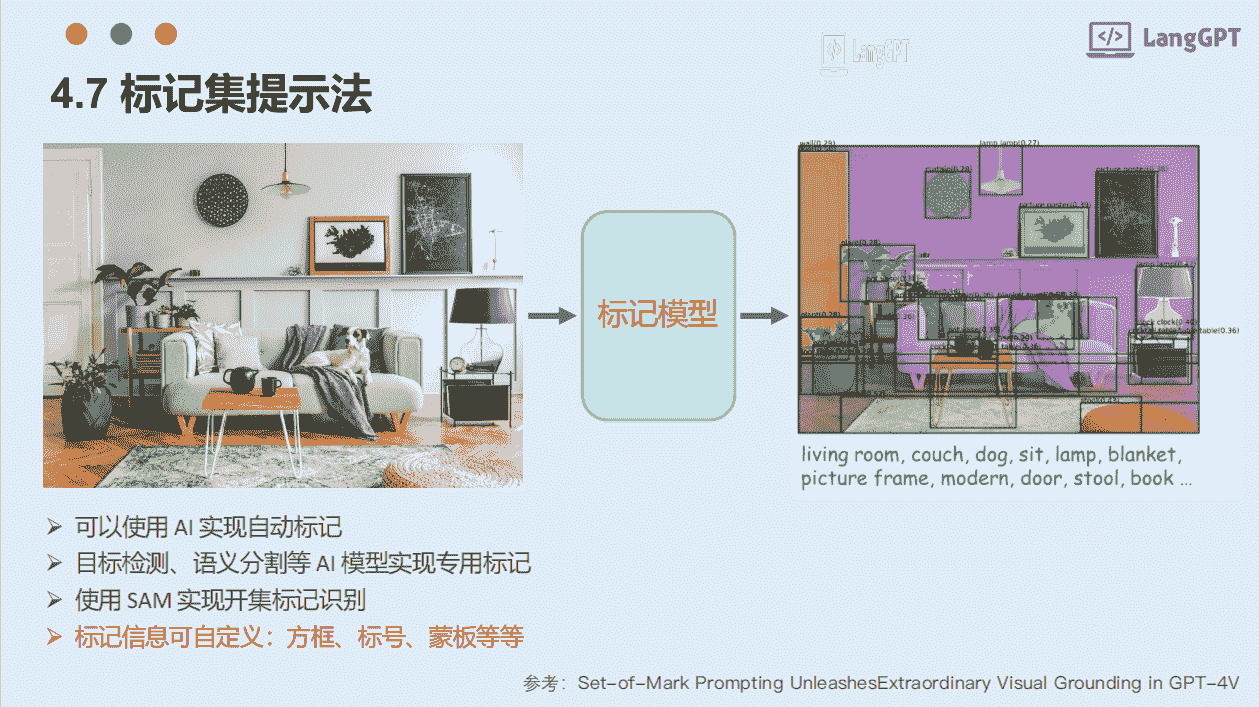 LangGPT
LangGPT
4.7 标记集提示法
标记模型
lamp lamp(0.27)
living room, couch, dog, sit, lamp, blanket,
picture frame, modern, door, stool, book ...
➢ 可以使用 AI 实现自动标记
➢ 目标检测、语义分割等 AI 模型实现专用标记
➢ 使用 SAM 实现开集标记识别
➢ 标记信息可自定义：方框、标号、蒙板等等
参考：Set-of-Mark Prompting UnleashesExtraordinary Visual Grounding in GPT-4V